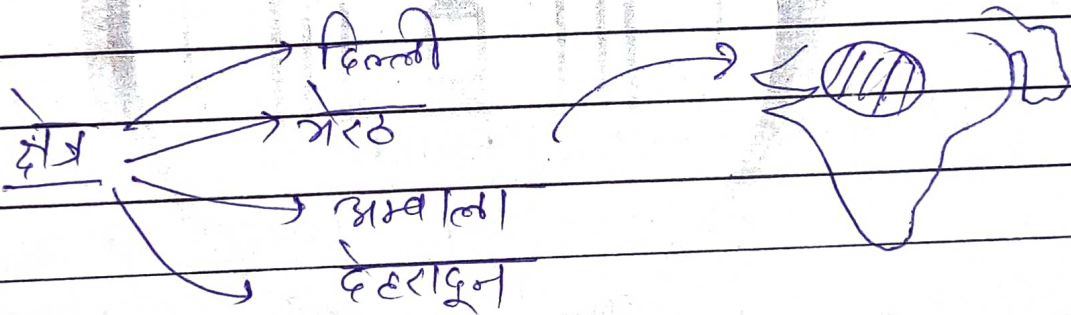 दिल्ली
क्षेत्र
मेरठ
अम्बाला
देहरादून